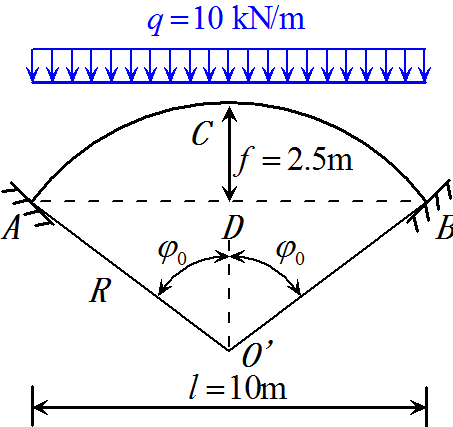 q=10 kN/m
C
f = 2.5m
A
D
B
φ₀ φ₀
R
O'
l=10m